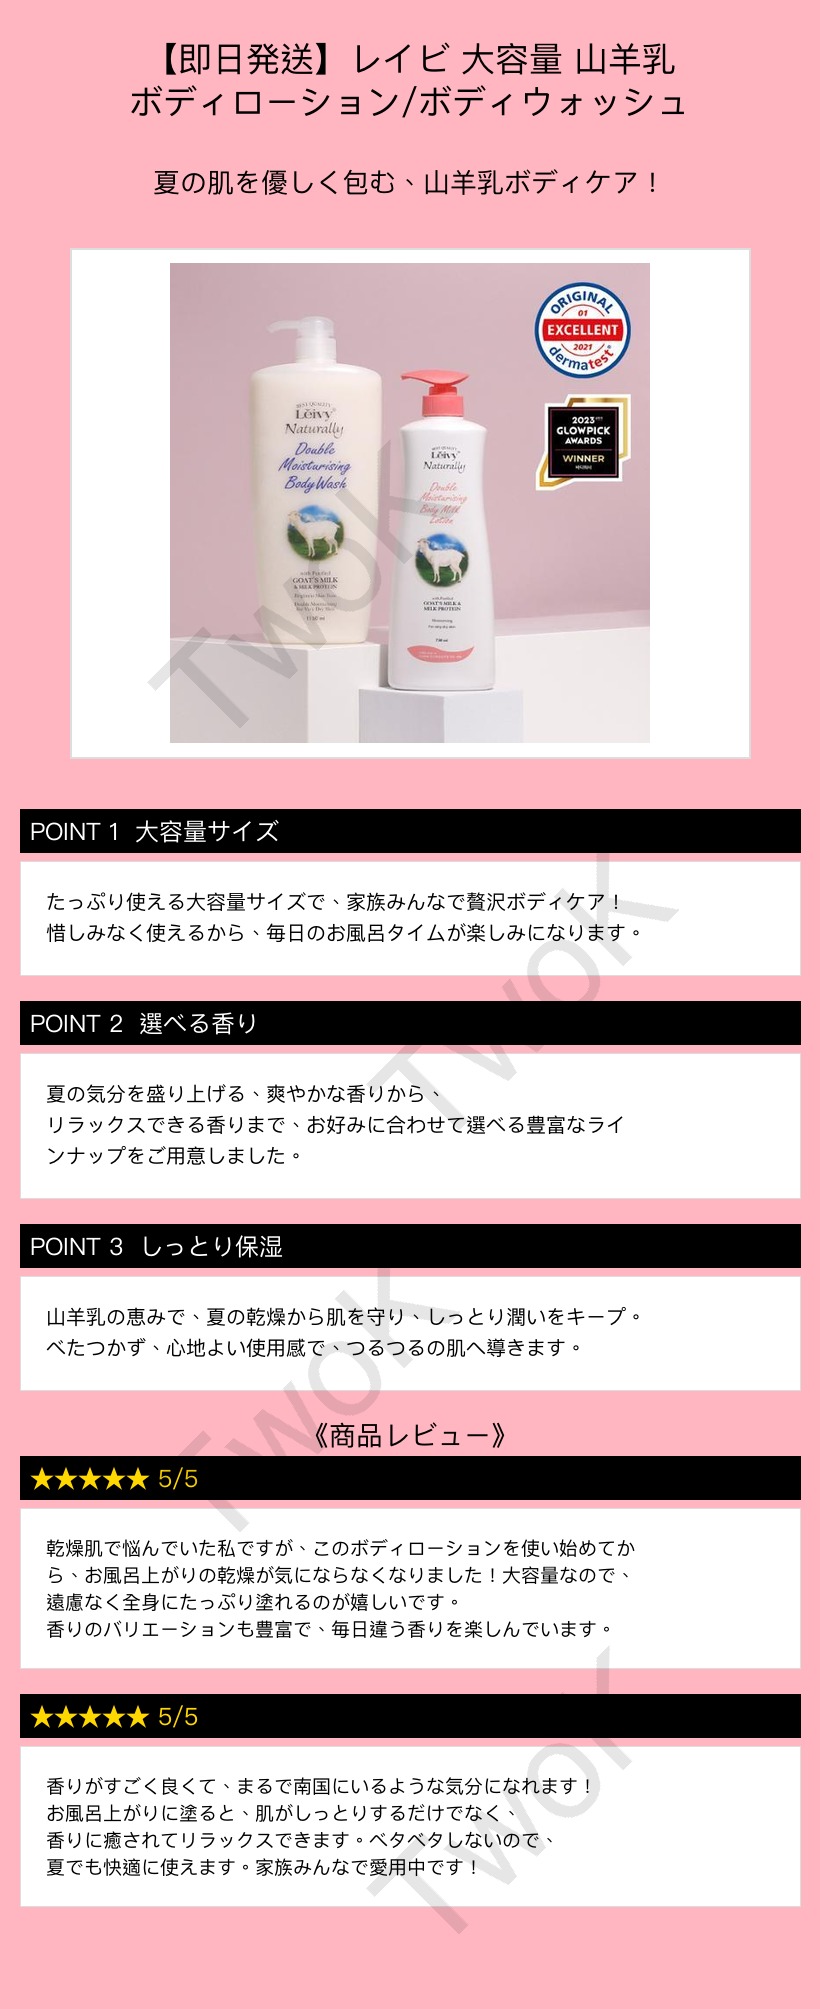 【即日発送】レイビ 大容量 山羊乳
ボディローション/ボディウォッシュ
夏の肌を優しく包む、山羊乳ボディケア！
ORIGINAL
01
EXCELLENT
2021
dermatest
2023
GLOWPICK
AWARDS
WINNER
BEST QUALITY
Leivy
Naturally
Double
Moisturising
Body Wash
with Purified
GOAT'S MILK
& MILK PROTEIN
1150 ml
BEST QUALITY
Leivy
Naturally
Double
Moisturising
Body Milk
Lotion
with Purified
GOAT'S MILK &
MILK PROTEIN
Moisturising
For very dry skin
TwoK
POINT 1 大容量サイズ
たっぷり使える大容量サイズで、家族みんなで贅沢ボディケア！
惜しみなく使えるから、毎日のお風呂タイムが楽しみになります。
TwoK
POINT 2 選べる香り
夏の気分を盛り上げる、爽やかな香りから、
リラックスできる香りまで、お好みに合わせて選べる豊富なライ
ンナップをご用意しました。
POINT 3 しっとり保湿
山羊乳の恵みで、夏の乾燥から肌を守り、しっとり潤いをキープ。
べたつかず、心地よい使用感で、つるつるの肌へ導きます。
TwoK
《商品レビュー》
★★★★★ 5/5
乾燥肌で悩んでいた私ですが、このボディローションを使い始めてか
ら、お風呂上がりの乾燥が気にならなくなりました！大容量なので、
遠慮なく全身にたっぷり塗れるのが嬉しいです。
香りのバリエーションも豊富で、毎日違う香りを楽しんでいます。
★★★★★ 5/5
香りがすごく良くて、まるで南国にいるような気分になれます！
お風呂上がりに塗ると、肌がしっとりするだけでなく、
香りに癒されてリラックスできます。ベタベタしないので、
夏でも快適に使えます。家族みんなで愛用中です！
TwoK